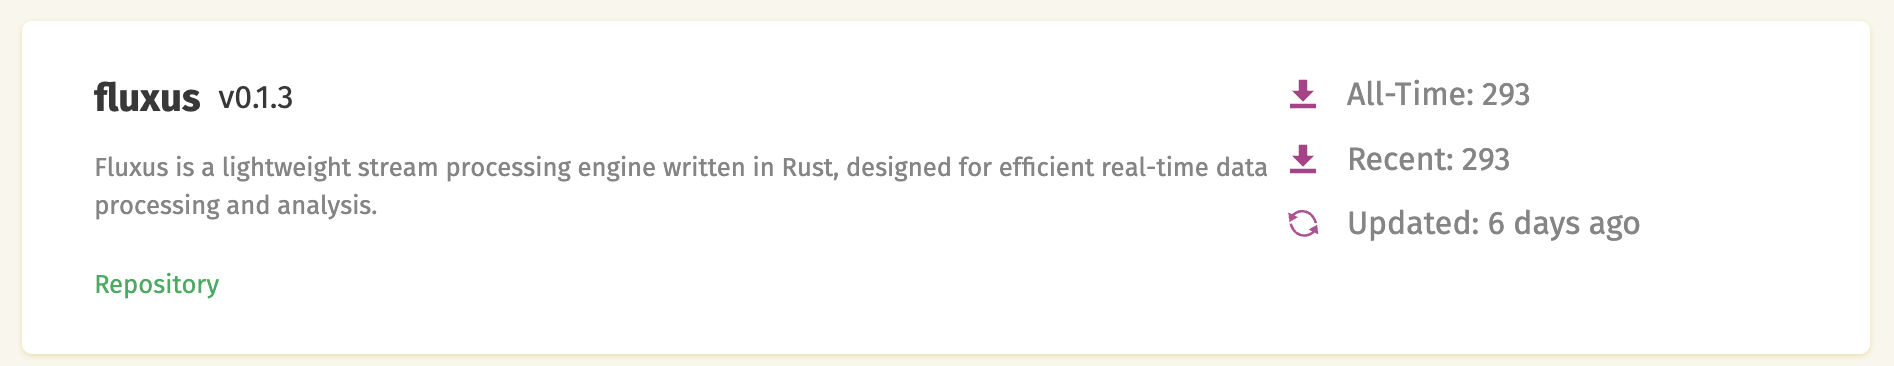 fluxus v0.1.3
Fluxus is a lightweight stream processing engine written in Rust, designed for efficient real-time data
processing and analysis.
Repository
All-Time: 293
Recent: 293
Updated: 6 days ago